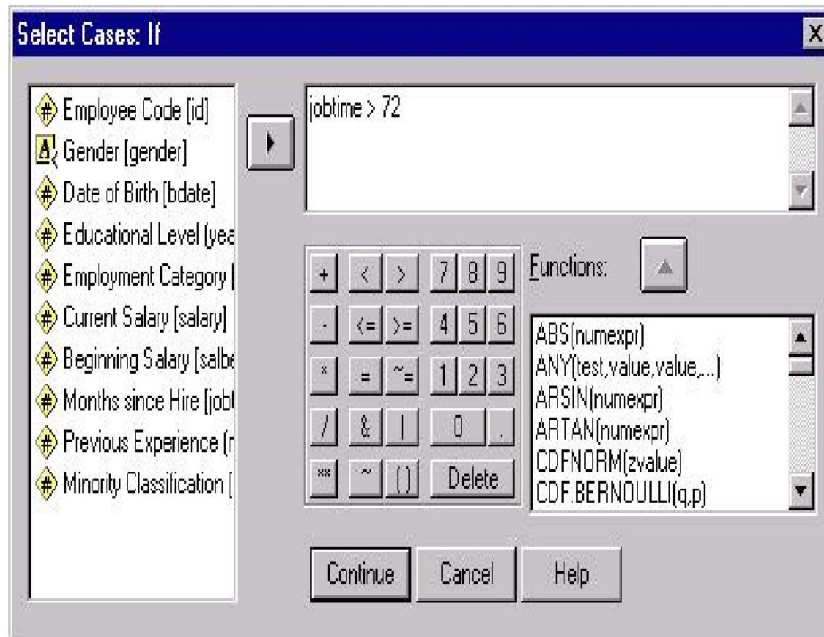 Select Cases: If
X
# Employee Code [id]
A Gender [gender]
# Date of Birth [bdate]
# Educational Level (yea
# Employment Category [
# Current Salary [salary]
# Beginning Salary [salbe
# Months since Hire [jobt
# Previous Experience (m
# Minority Classification [
jobtime > 72
+ < > 7 8 9
- <= >= 4 5 6
* = ~= 1 2 3
/ & | 0 .
** ~ () Delete
Functions:
ABS(numexpr)
ANY(test,value,value,...)
ARSIN(numexpr)
ARTAN(numexpr)
CDFNORM(zvalue)
CDF.BERNOULLI(q,p)
Continue Cancel Help